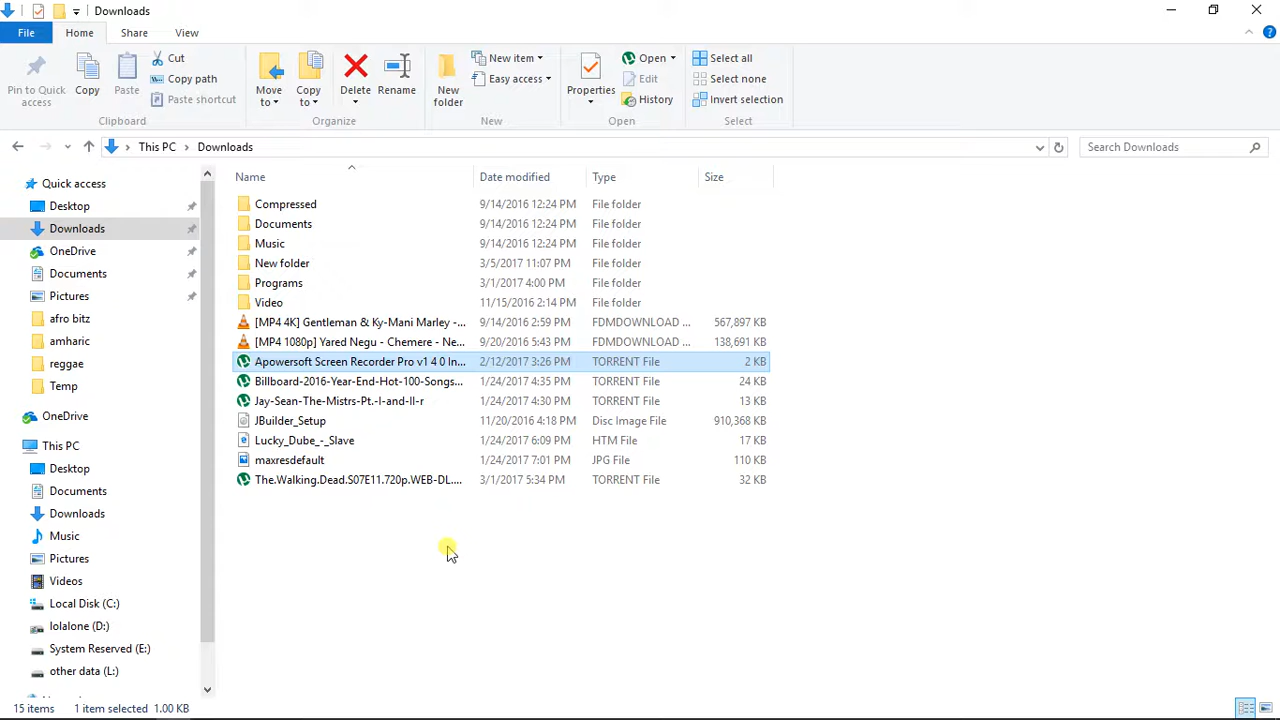 Downloads
File Home Share View
Pin to Quick access
Copy
Paste
Cut
Copy path
Paste shortcut
Clipboard
Move to
Copy to
Delete
Rename
Organize
New folder
New item
Easy access
New
Properties
Open
Edit
History
Open
Select all
Select none
Invert selection
Select
This PC Downloads
Search Downloads
Quick access
Desktop
Downloads
OneDrive
Documents
Pictures
afro bitz
amharic
reggae
Temp
OneDrive
This PC
Desktop
Documents
Downloads
Music
Pictures
Videos
Local Disk (C:)
lolalone (D:)
System Reserved (E:)
other data (L:)
Name Date modified Type Size
Compressed 9/14/2016 12:24 PM File folder
Documents 9/14/2016 12:24 PM File folder
Music 9/14/2016 12:24 PM File folder
New folder 3/5/2017 11:07 PM File folder
Programs 3/1/2017 4:00 PM File folder
Video 11/15/2016 2:14 PM File folder
[MP4 4K] Gentleman & Ky-Mani Marley -... 9/14/2016 2:59 PM FDMDOWNLOAD ... 567,897 KB
[MP4 1080p] Yared Negu - Chemere - Ne... 9/20/2016 5:43 PM FDMDOWNLOAD ... 138,691 KB
Apowersoft Screen Recorder Pro v1 4 0 In... 2/12/2017 3:26 PM TORRENT File 2 KB
Billboard-2016-Year-End-Hot-100-Songs... 1/24/2017 4:35 PM TORRENT File 24 KB
Jay-Sean-The-Mistrs-Pt.-I-and-II-r 1/24/2017 4:30 PM TORRENT File 13 KB
JBuilder_Setup 11/20/2016 4:18 PM Disc Image File 910,368 KB
Lucky_Dube_-_Slave 1/24/2017 6:09 PM HTM File 17 KB
maxresdefault 1/24/2017 7:01 PM JPG File 110 KB
The.Walking.Dead.S07E11.720p.WEB-DL.... 3/1/2017 5:34 PM TORRENT File 32 KB
15 items 1 item selected 1.00 KB